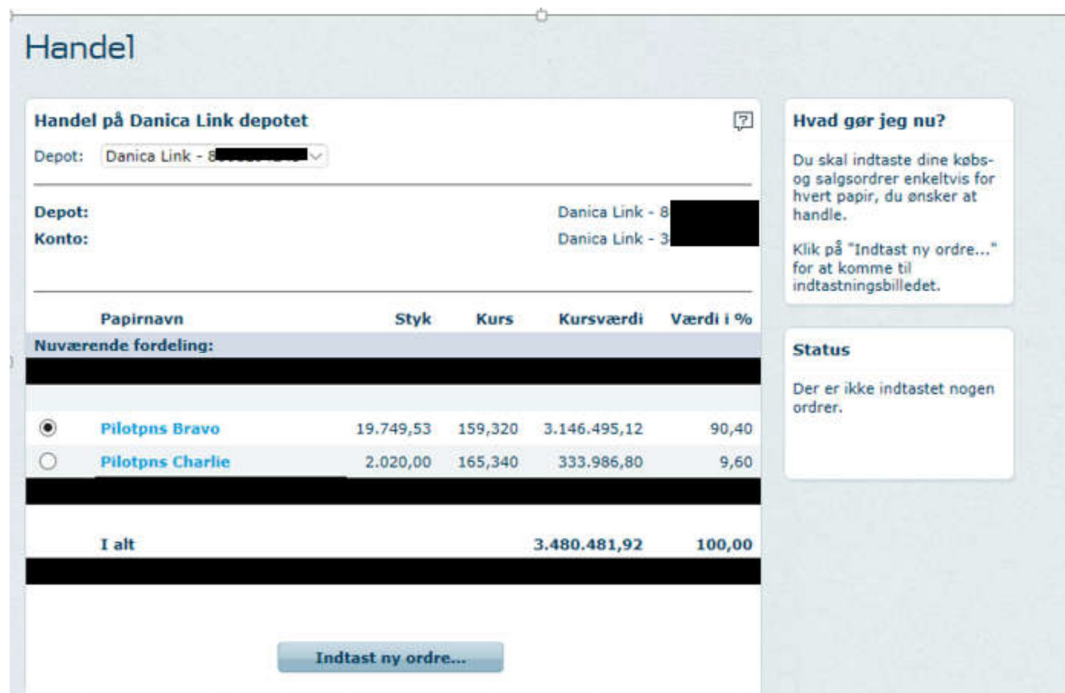 Handel
Handel på Danica Link depotet
Depot: Danica Link - 8
Depot: Danica Link - 8
Konto: Danica Link - 3
Papirnavn Styk Kurs Kursværdi Værdi i %
Nuværende fordeling:
Pilotpns Bravo 19.749,53 159,320 3.146.495,12 90,40
Pilotpns Charlie 2.020,00 165,340 333.986,80 9,60
I alt 3.480.481,92 100,00
Indtast ny ordre...
Hvad gør jeg nu?
Du skal indtaste dine købs-
og salgsordrer enkeltvis for
hvert papir, du ønsker at
handle.
Klik på "Indtast ny ordre..."
for at komme til
indtastningsbilledet.
Status
Der er ikke indtastet nogen
ordrer.